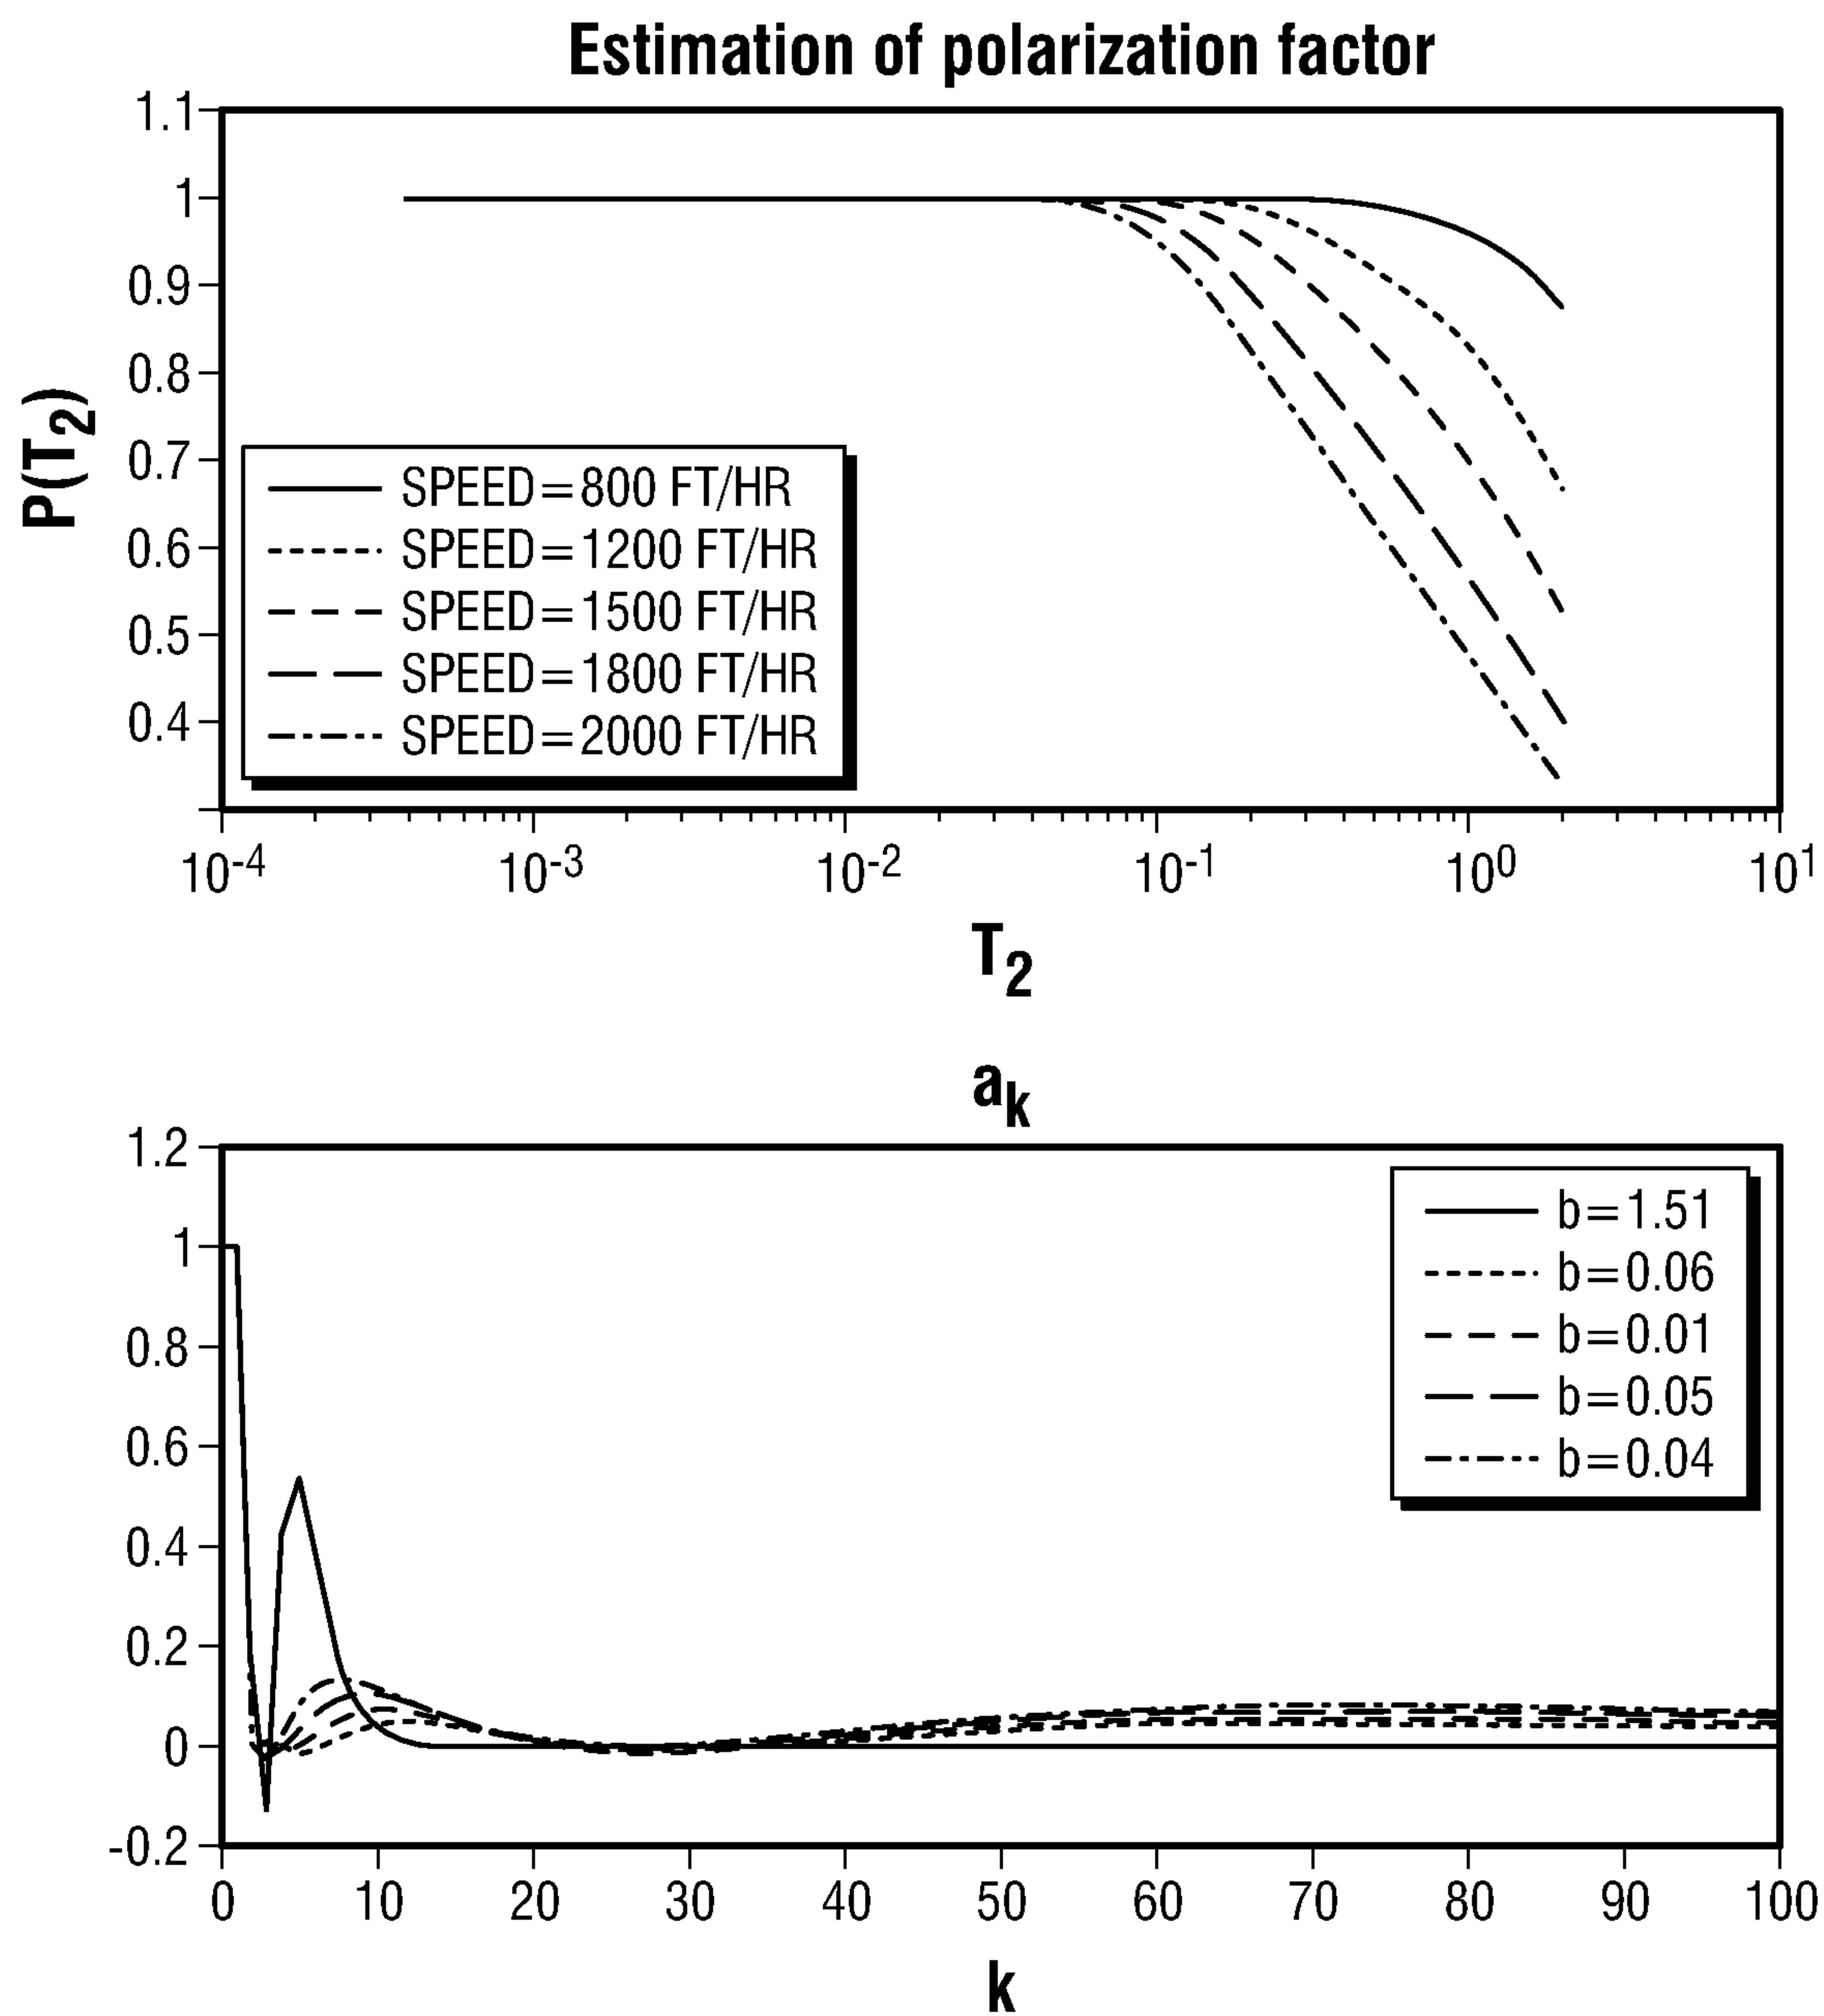 Estimation of polarization factor
1.1
1
0.9
0.8
0.7
0.6
0.5
0.4
P(T2)
SPEED=800 FT/HR
SPEED=1200 FT/HR
SPEED=1500 FT/HR
SPEED=1800 FT/HR
SPEED=2000 FT/HR
10-4 10-3 10-2 10-1 100 101
T2
ak
1.2
1
0.8
0.6
0.4
0.2
0
-0.2
b=1.51
b=0.06
b=0.01
b=0.05
b=0.04
0 10 20 30 40 50 60 70 80 90 100
k